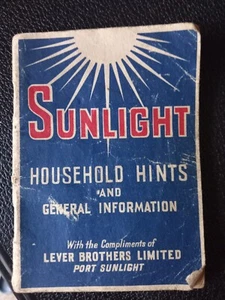 SUNLIGHT
HOUSEHOLD HINTS
AND
GENERAL INFORMATION
With the Compliments of
LEVER BROTHERS LIMITED
PORT SUNLIGHT